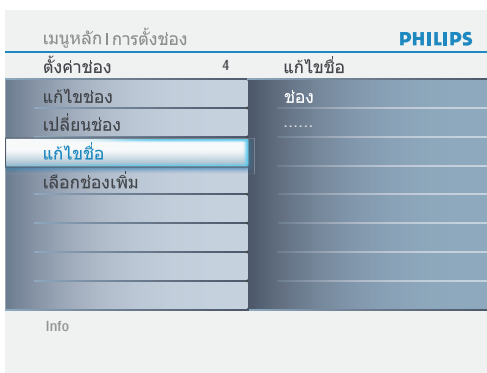 เมนูหลัก I การตั้งช่อง PHILIPS
ตั้งค่าช่อง 4 แก้ไขชื่อ
แก้ไขช่อง ช่อง
เปลี่ยนช่อง ......
แก้ไขชื่อ
เลือกช่องเพิ่ม
Info